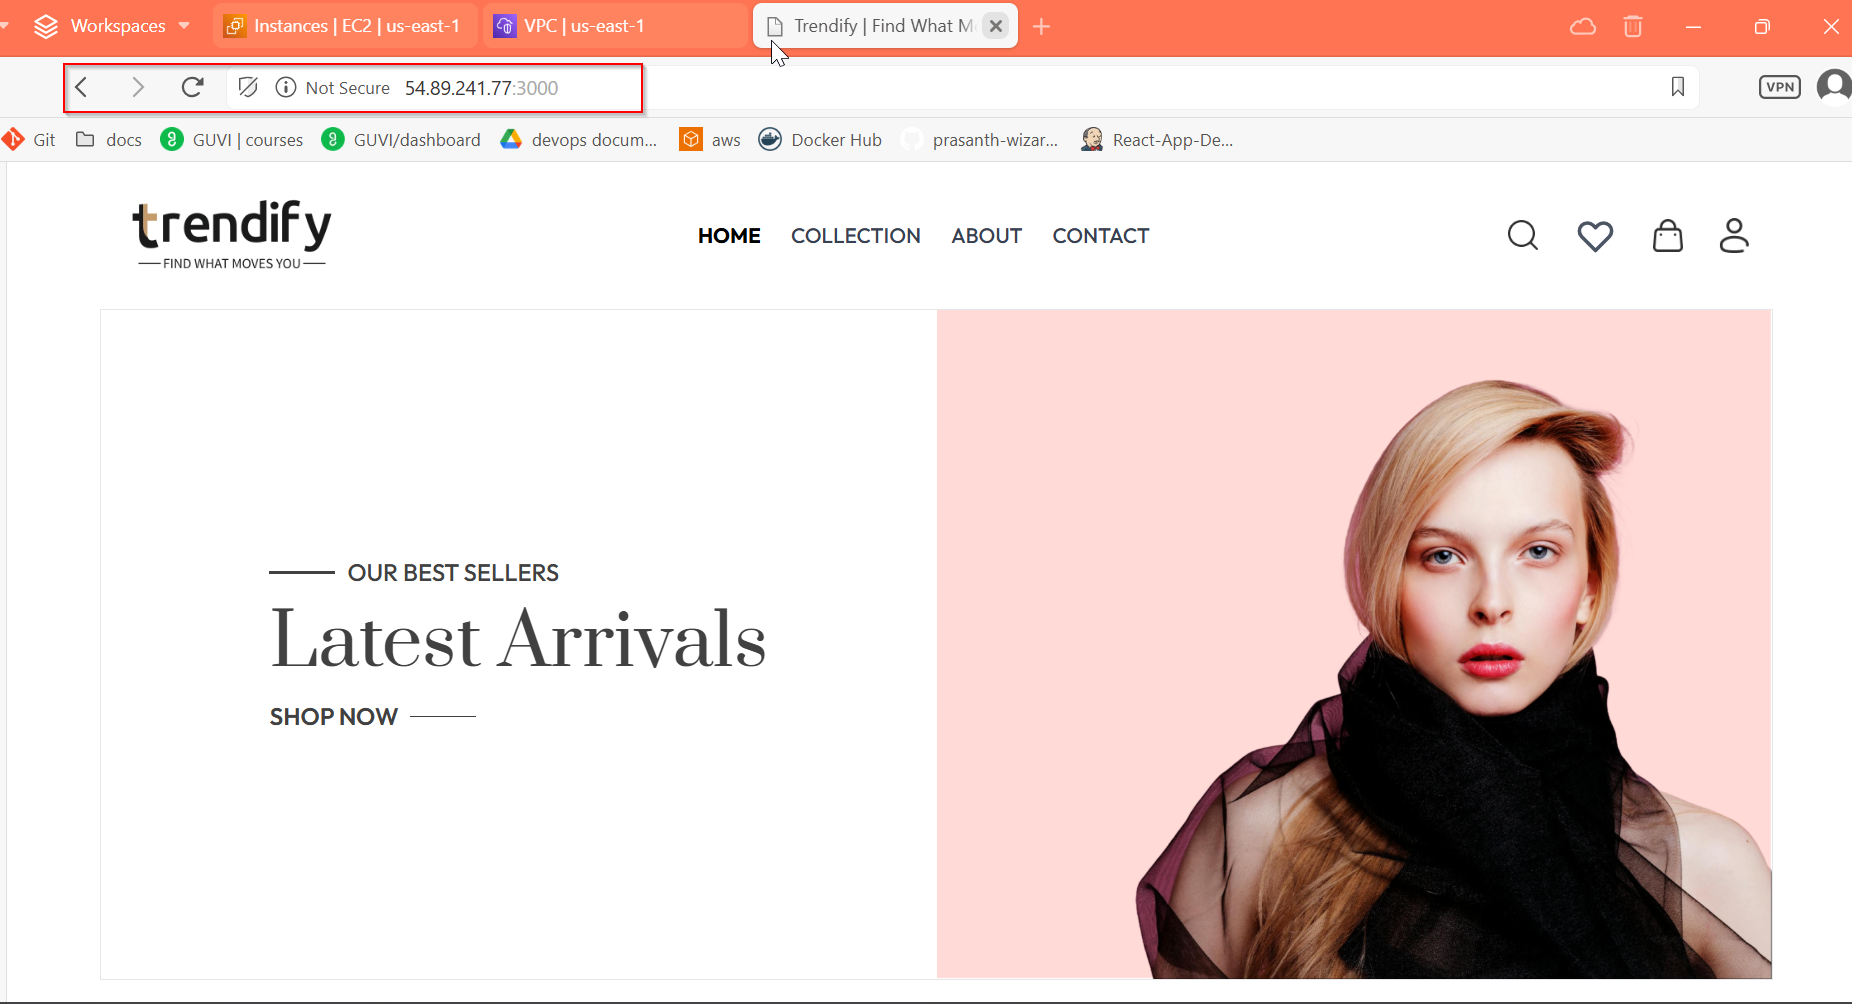 Workspaces
Instances | EC2 | us-east-1
VPC | us-east-1
Trendify | Find What M
Not Secure 54.89.241.77:3000
VPN
Git docs GUVI | courses GUVI/dashboard devops docum... aws Docker Hub prasanth-wizar... React-App-De...
trendify
FIND WHAT MOVES YOU
HOME COLLECTION ABOUT CONTACT
OUR BEST SELLERS
Latest Arrivals
SHOP NOW